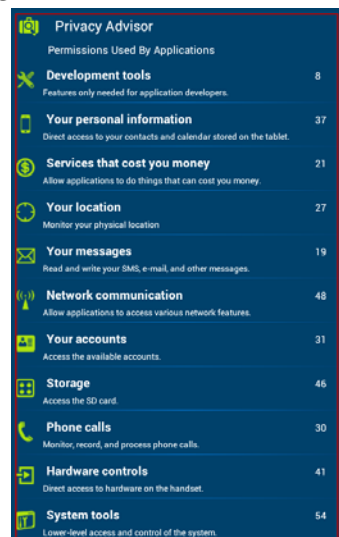 Privacy Advisor
Permissions Used By Applications
Development tools 8
Features only needed for application developers.
Your personal information 37
Direct access to your contacts and calendar stored on the tablet.
Services that cost you money 21
Allow applications to do things that can cost you money.
Your location 27
Monitor your physical location
Your messages 19
Read and write your SMS, e-mail, and other messages.
Network communication 48
Allow applications to access various network features.
Your accounts 31
Access the available accounts.
Storage 46
Access the SD card.
Phone calls 30
Monitor, record, and process phone calls.
Hardware controls 41
Direct access to hardware on the handset.
System tools 54
Lower-level access and control of the system.